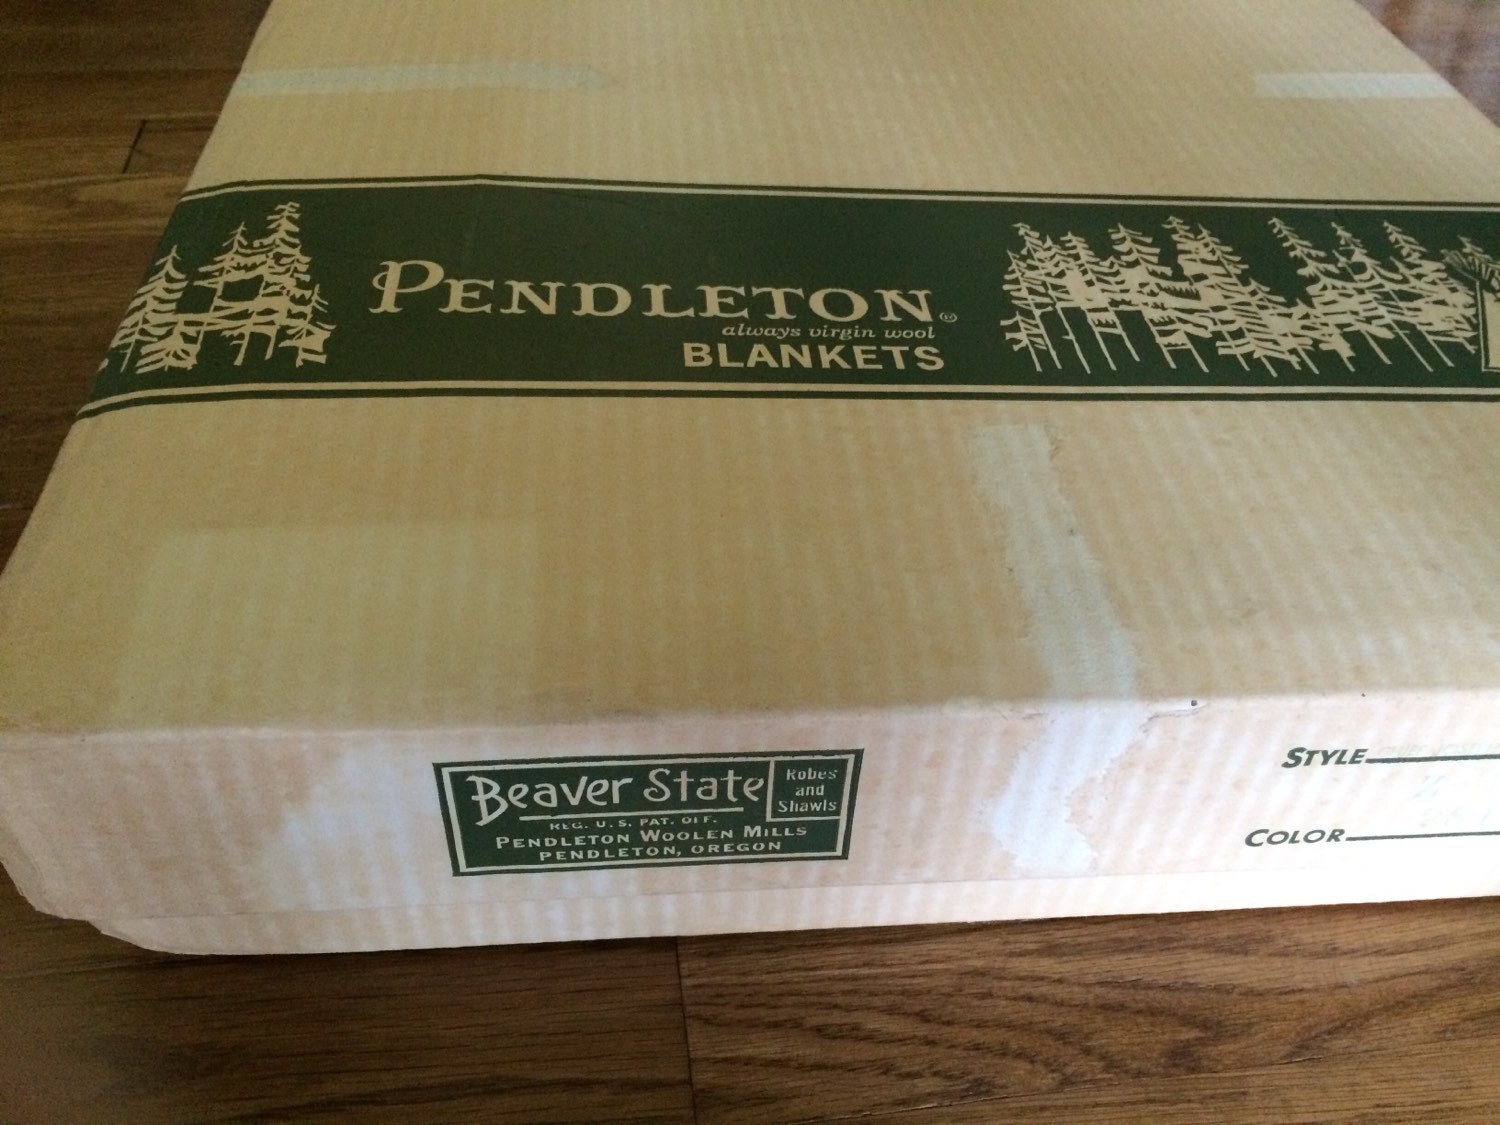 PENDLETON®
always virgin wool
BLANKETS
Beaver State
Robes
and
Shawls
REG. U. S. PAT. OFF.
PENDLETON WOOLEN MILLS
PENDLETON, OREGON
STYLE
COLOR